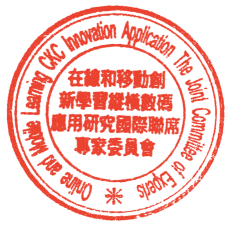 Online and Mobile Learning CKC Innovation Application The Joint Committee of Experts
在線和移動創
新學習縱橫數碼
應用研究國際聯席
專家委員會